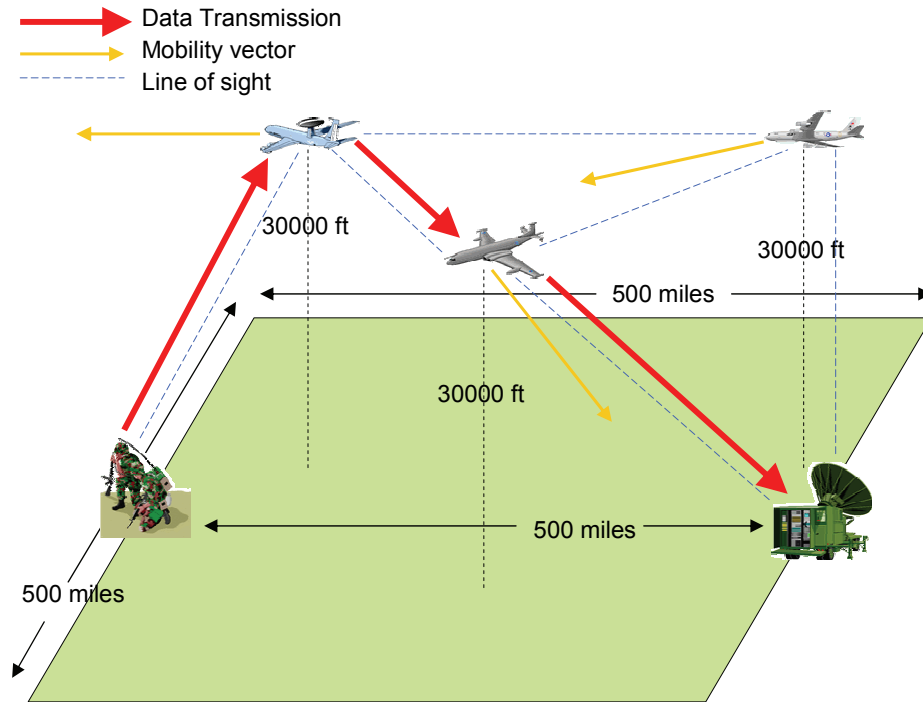 Data Transmission
Mobility vector
Line of sight
30000 ft
30000 ft
500 miles
30000 ft
500 miles
500 miles